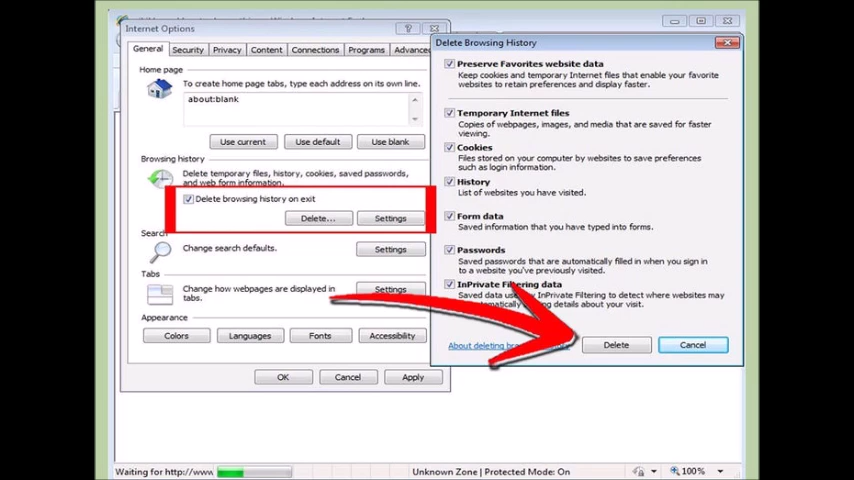 Internet Options
General
Security
Privacy
Content
Connections
Programs
Advanced
Home page
To create home page tabs, type each address on its own line.
about:blank
Use current
Use default
Use blank
Browsing history
Delete temporary files, history, cookies, saved passwords,
and web form information.
Delete browsing history on exit
Delete...
Settings
Search
Change search defaults.
Settings
Tabs
Change how webpages are displayed in
tabs.
Settings
Appearance
Colors
Languages
Fonts
Accessibility
OK
Cancel
Apply
Delete Browsing History
Preserve Favorites website data
Keep cookies and temporary Internet files that enable your favorite
websites to retain preferences and display faster.
Temporary Internet files
Copies of webpages, images, and media that are saved for faster
viewing.
Cookies
Files stored on your computer by websites to save preferences
such as login information.
History
List of websites you have visited.
Form data
Saved information that you have typed into forms.
Passwords
Saved passwords that are automatically filled in when you sign in
to a website you've previously visited.
InPrivate Filtering data
Saved data used by InPrivate Filtering to detect where websites may
details about your visit.
About deleting
Delete
Cancel
Waiting for http://www
Unknown Zone | Protected Mode: On
100%